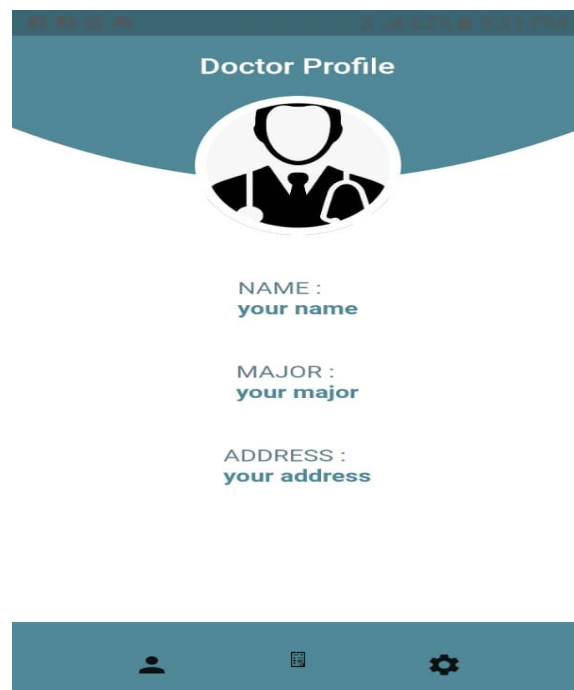 Doctor Profile
NAME :
your name
MAJOR :
your major
ADDRESS :
your address